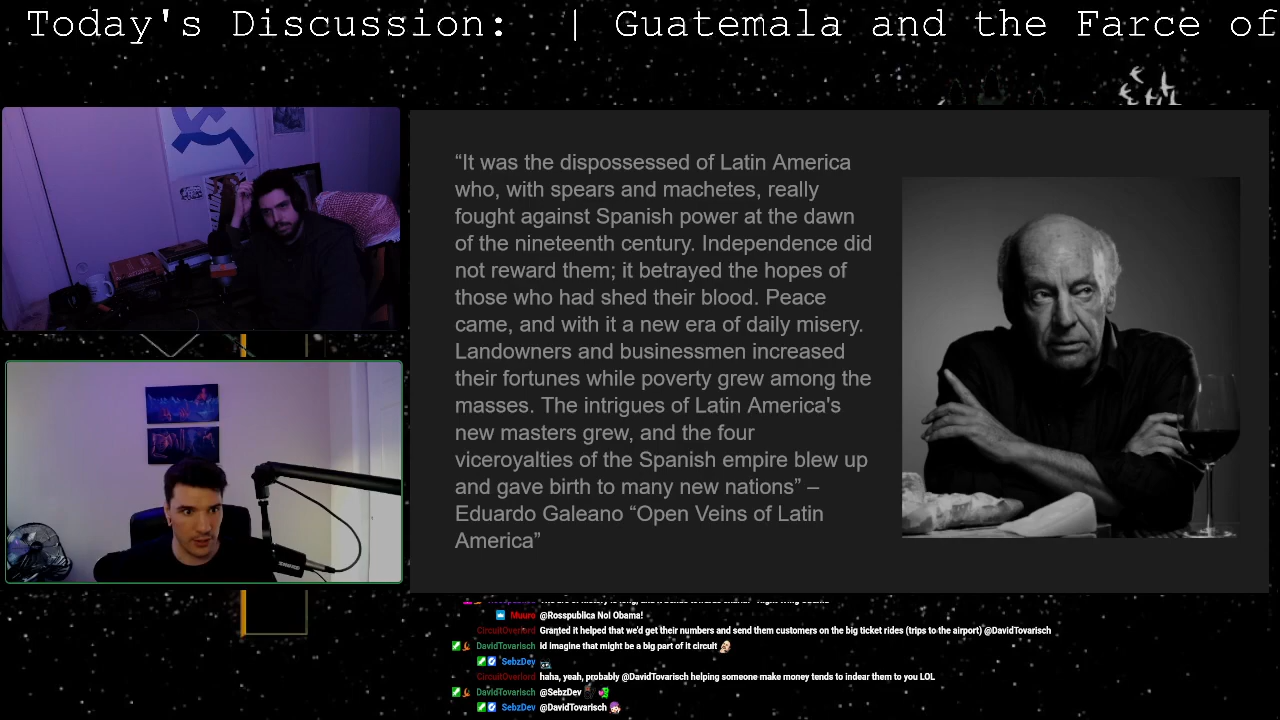 Today's Discussion: | Guatemala and the Farce of
“It was the dispossessed of Latin America
who, with spears and machetes, really
fought against Spanish power at the dawn
of the nineteenth century. Independence did
not reward them; it betrayed the hopes of
those who had shed their blood. Peace
came, and with it a new era of daily misery.
Landowners and businessmen increased
their fortunes while poverty grew among the
masses. The intrigues of Latin America's
new masters grew, and the four
viceroyalties of the Spanish empire blew up
and gave birth to many new nations” –
Eduardo Galeano “Open Veins of Latin
America”
Muuro @Rosspublica No! Obama!
CircuitOverlord Granted it helped that we'd get their numbers and send them customers on the big ticket rides (trips to the airport) @DavidTovarisch
DavidTovarisch Id imagine that might be a big part of it circuit
SebzDev
CircuitOverlord haha, yeah, probably @DavidTovarisch helping someone make money tends to indear them to you LOL
DavidTovarisch @SebzDev
SebzDev @DavidTovarisch